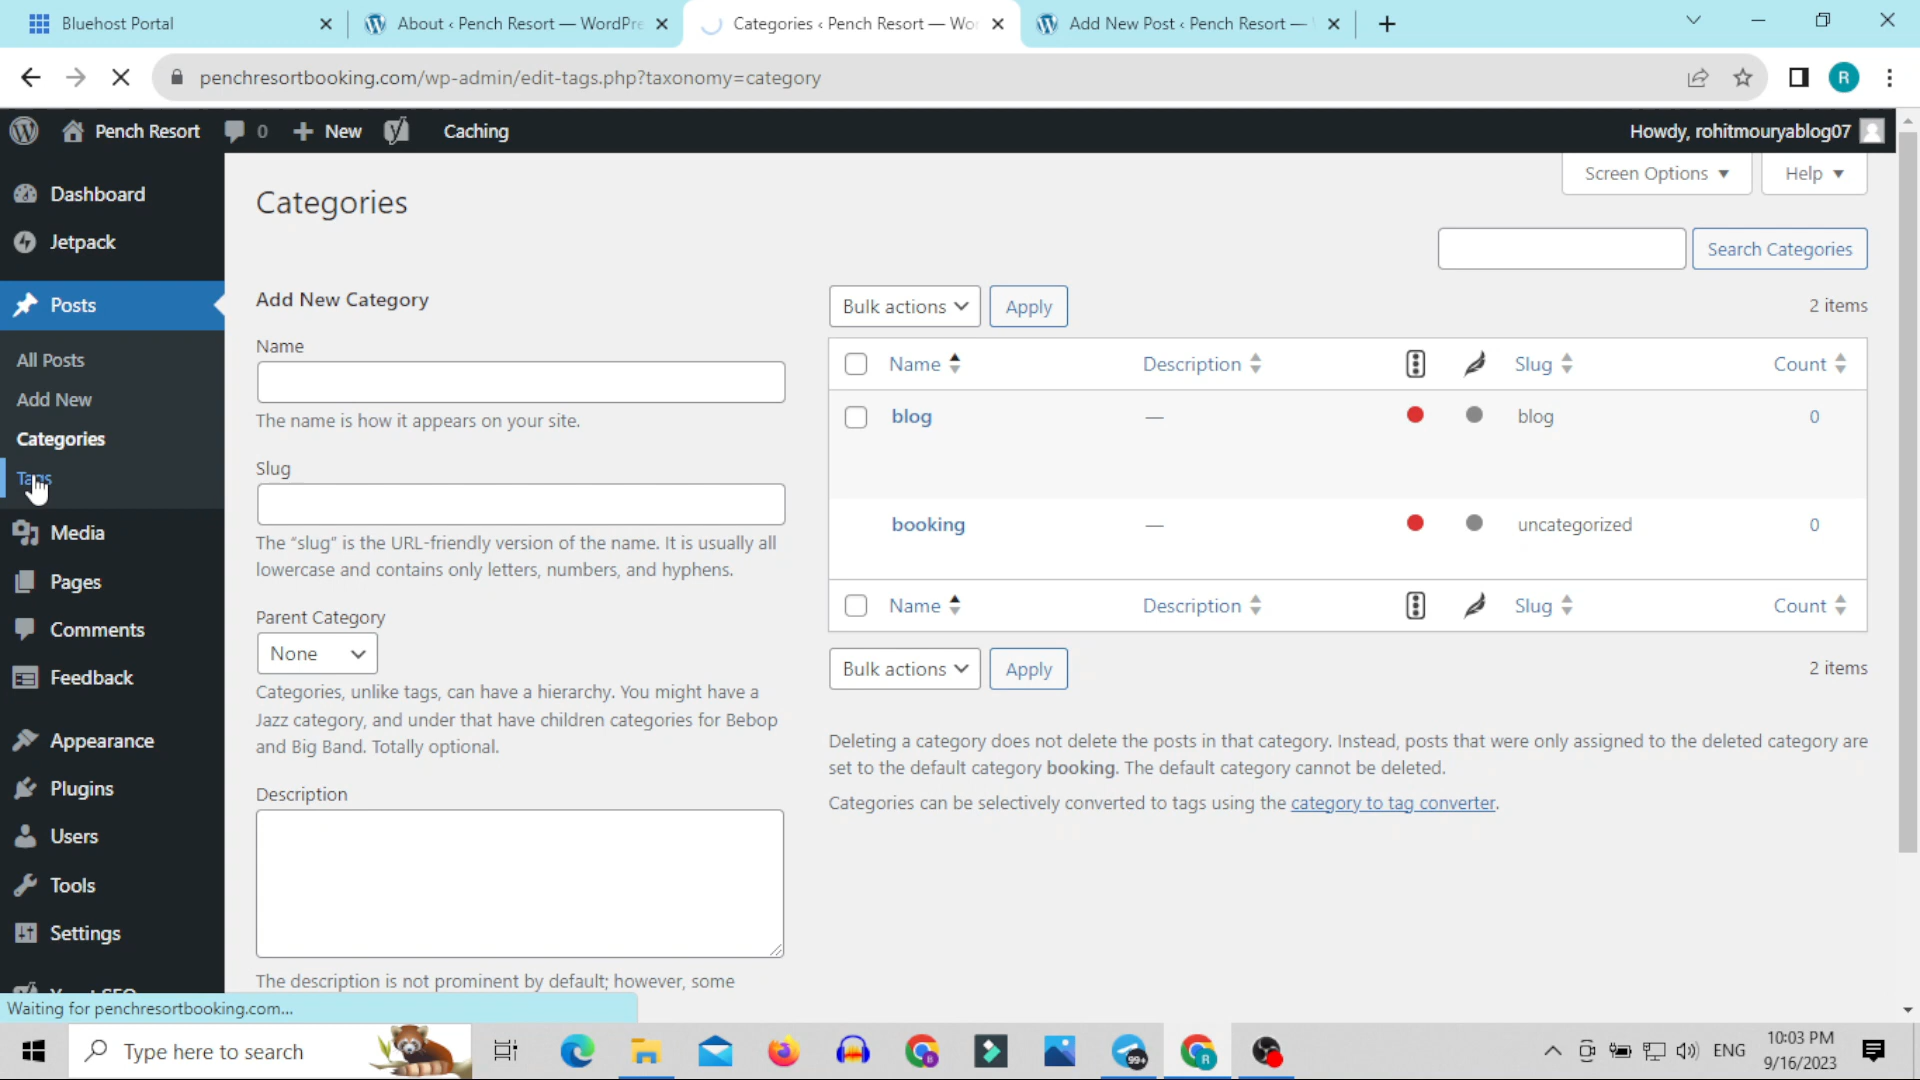 Bluehost Portal
About ‹ Pench Resort — WordPre
Categories ‹ Pench Resort — Wo
Add New Post ‹ Pench Resort —
penchresortbooking.com/wp-admin/edit-tags.php?taxonomy=category
R
Pench Resort
0
New
Caching
Howdy, rohitmouryablog07
Dashboard
Jetpack
Posts
All Posts
Add New
Categories
Tags
Media
Pages
Comments
Feedback
Appearance
Plugins
Users
Tools
Settings
Screen Options
Help
Categories
Search Categories
Add New Category
Name
The name is how it appears on your site.
Slug
The “slug” is the URL-friendly version of the name. It is usually all
lowercase and contains only letters, numbers, and hyphens.
Parent Category
None
Categories, unlike tags, can have a hierarchy. You might have a
Jazz category, and under that have children categories for Bebop
and Big Band. Totally optional.
Description
The description is not prominent by default; however, some
Bulk actions
Apply
2 items
Name Description Slug Count
blog — blog 0
booking — uncategorized 0
Name Description Slug Count
Bulk actions
Apply
2 items
Deleting a category does not delete the posts in that category. Instead, posts that were only assigned to the deleted category are
set to the default category booking. The default category cannot be deleted.
Categories can be selectively converted to tags using the category to tag converter.
Waiting for penchresortbooking.com...
Type here to search
B
99+
R
ENG
10:03 PM
9/16/2023